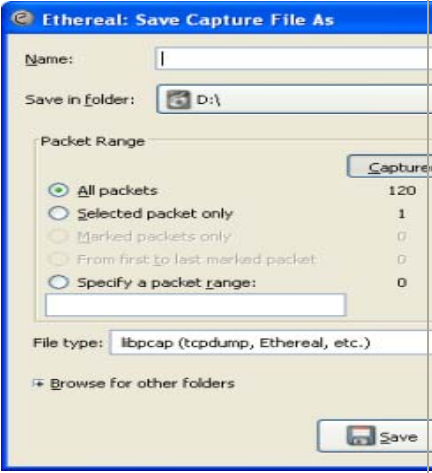 Ethereal: Save Capture File As
Name:
Save in folder: D:\
Packet Range
Capture
All packets 120
Selected packet only 1
Marked packets only 0
From first to last marked packet 0
Specify a packet range: 0
File type: libpcap (tcpdump, Ethereal, etc.)
Browse for other folders
Save